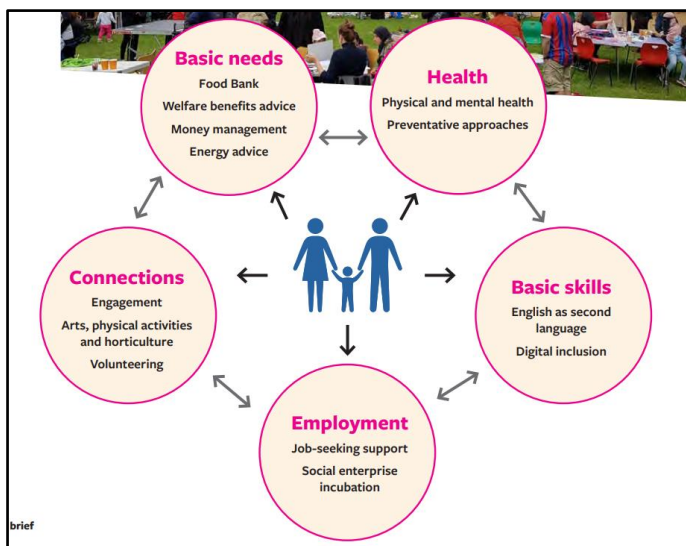 Basic needs
Food Bank
Welfare benefits advice
Money management
Energy advice
Health
Physical and mental health
Preventative approaches
Connections
Engagement
Arts, physical activities
and horticulture
Volunteering
Basic skills
English as second
language
Digital inclusion
Employment
Job-seeking support
Social enterprise
incubation
brief